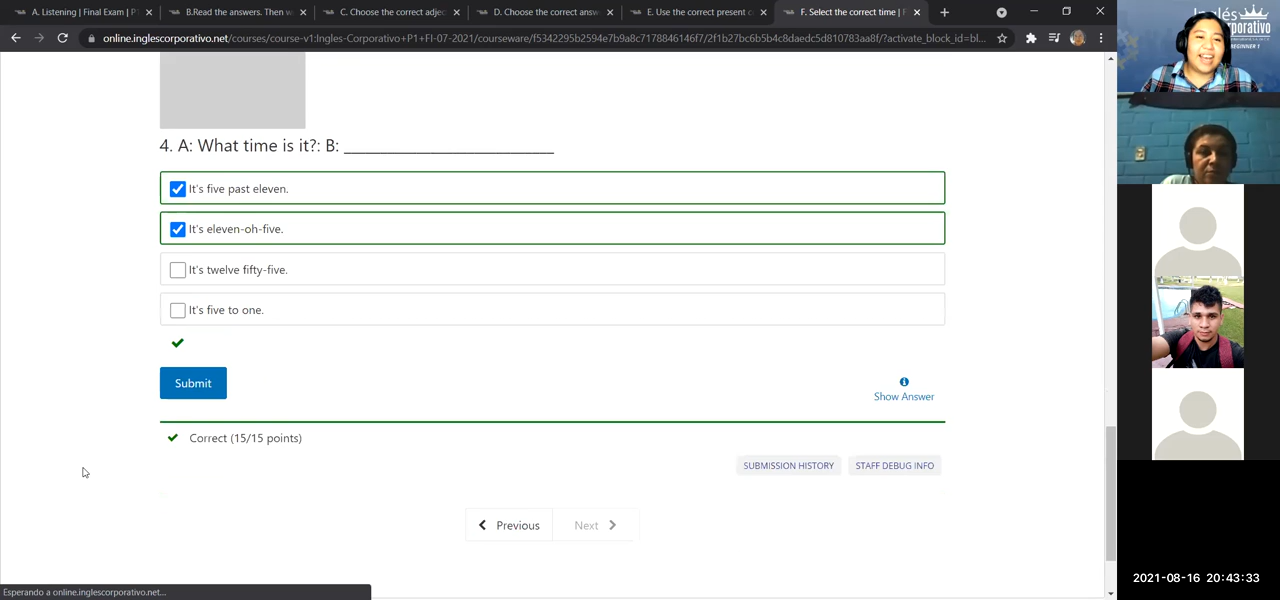 A. Listening | Final Exam | P
B.Read the answers. Then w
C. Choose the correct adje
D. Choose the correct answ
E. Use the correct present c
F. Select the correct time | F
online.inglescorporativo.net/courses/course-v1:Ingles-Corporativo+P1+FI-07-2021/courseware/f5342295b2594e7b9a8c7178846146f7/2f1b27bc6b5b4c8daedc5d810783aa8f/?activate_block_id=bl...
Inglés
orporativo
BEGINNER 1
4. A: What time is it?: B: ____________________________
It's five past eleven.
It's eleven-oh-five.
It's twelve fifty-five.
It's five to one.
Submit
Show Answer
Correct (15/15 points)
SUBMISSION HISTORY
STAFF DEBUG INFO
Previous
Next
Esperando a online.inglescorporativo.net...
2021-08-16 20:43:33